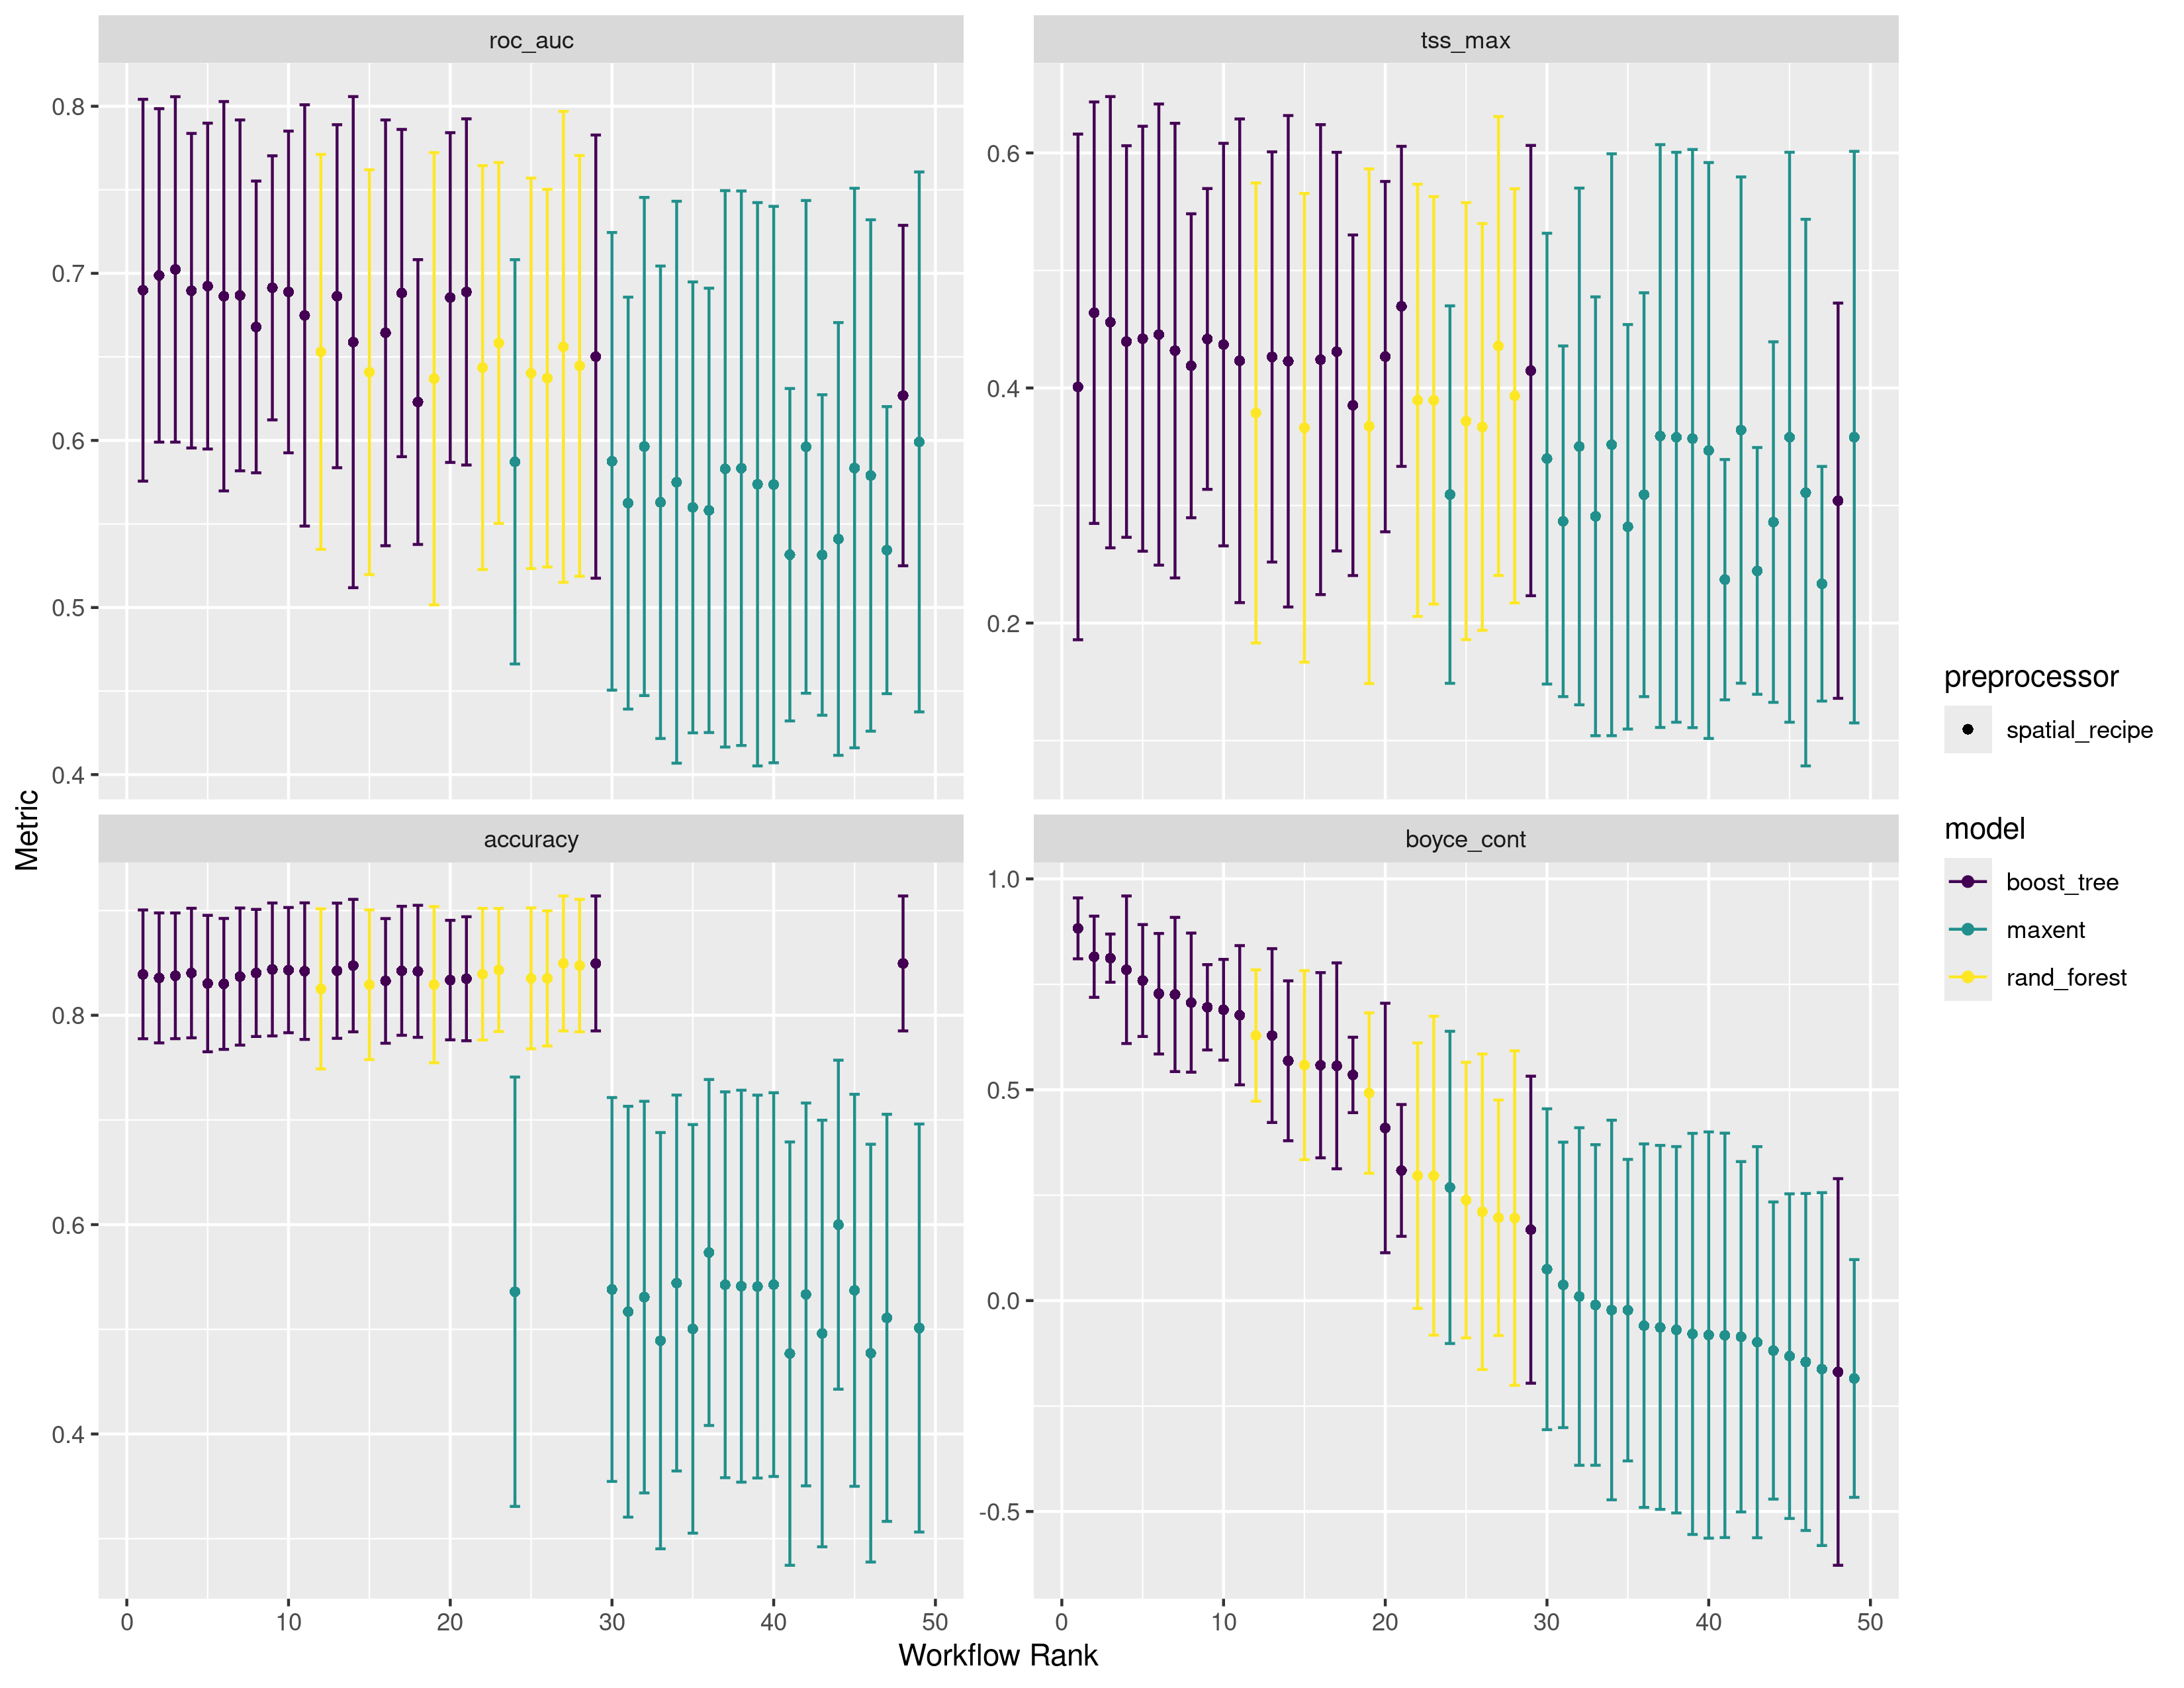 roc_auc
tss_max
0.8
0.7
0.6
0.5
0.4
0.6
0.4
0.2
accuracy
boyce_cont
0.8
0.6
0.4
1.0
0.5
0.0
-0.5
0 10 20 30 40 50
0 10 20 30 40 50
Workflow Rank
Metric
preprocessor
spatial_recipe
model
boost_tree
maxent
rand_forest